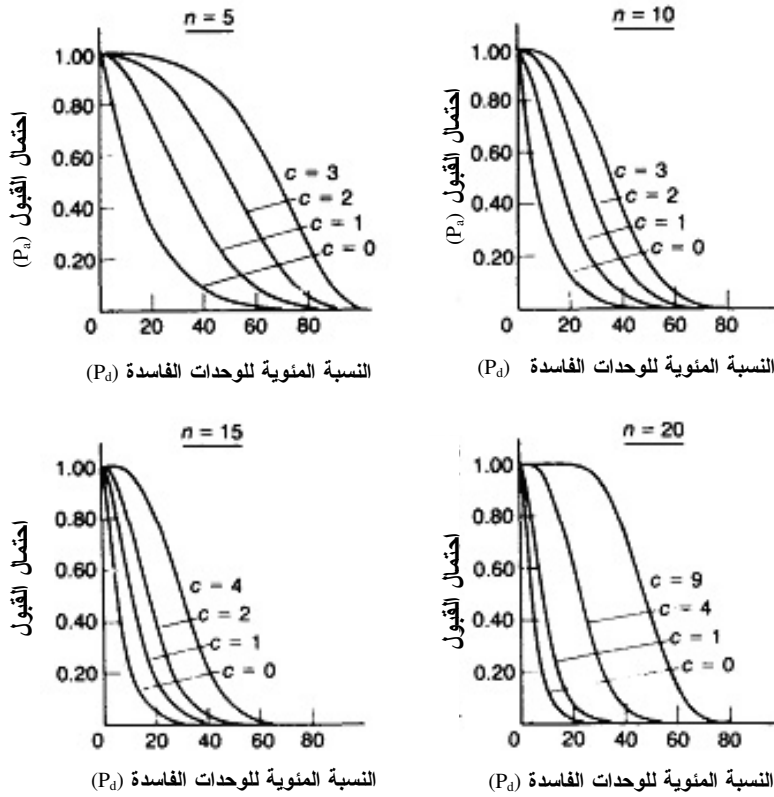 n = 5
1.00
0.80
0.60
0.40
0.20
0 20 40 60 80
c = 3
c = 2
c = 1
c = 0
احتمال القبول (Pa)
النسبة المئوية للوحدات الفاسدة (Pd)
n = 10
1.00
0.80
0.60
0.40
0.20
0 20 40 60 80
c = 3
c = 2
c = 1
c = 0
احتمال القبول (Pa)
النسبة المئوية للوحدات الفاسدة (Pd)
n = 15
1.00
0.80
0.60
0.40
0.20
0 20 40 60 80
c = 4
c = 2
c = 1
c = 0
احتمال القبول
النسبة المئوية للوحدات الفاسدة (Pd)
n = 20
1.00
0.80
0.60
0.40
0.20
0 20 40 60 80
c = 9
c = 4
c = 1
c = 0
احتمال القبول
النسبة المئوية للوحدات الفاسدة (Pd)